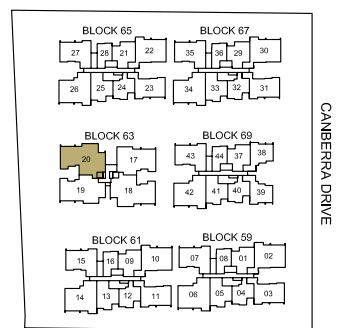 BLOCK 65
27 28 21 22
26 25 24 23
BLOCK 67
35 36 29 30
34 33 32 31
BLOCK 63
20 17
19 18
BLOCK 69
43 44 37 38
42 41 40 39
BLOCK 61
15 16 09 10
14 13 12 11
BLOCK 59
07 08 01 02
06 05 04 03
CANBERRA DRIVE